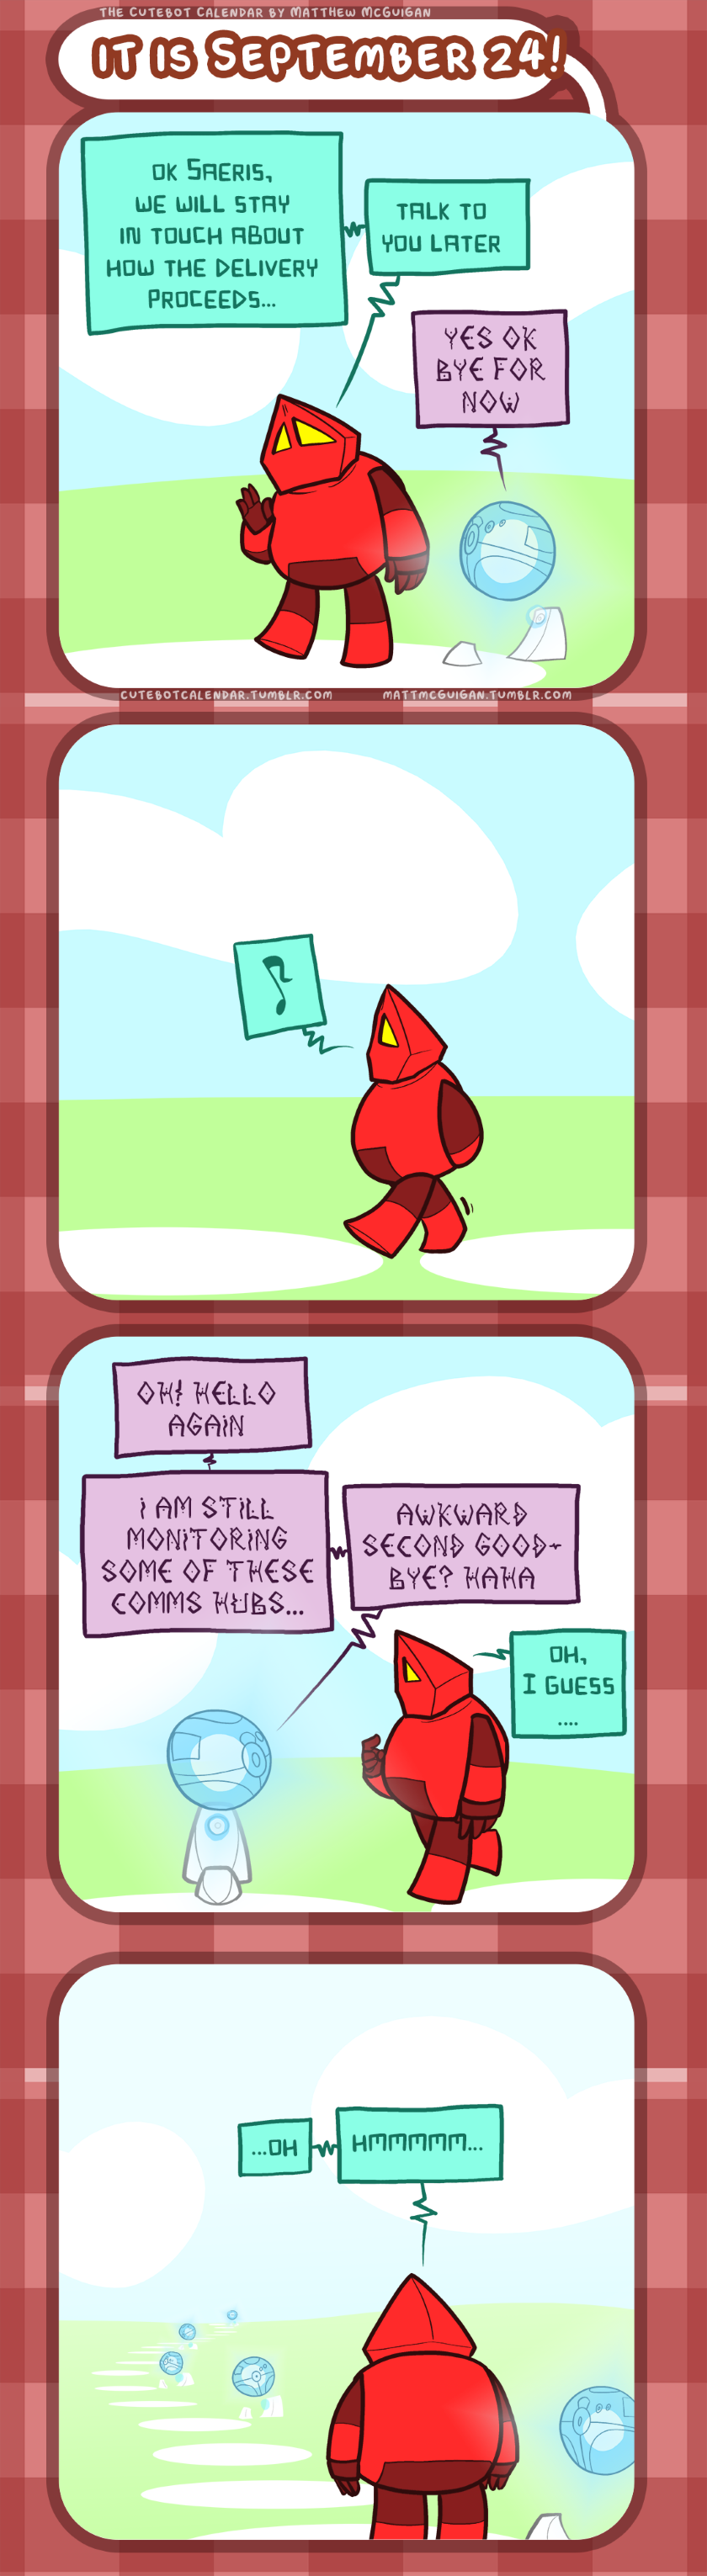 THE CUTEBOT CALENDAR BY MATTHEW MCGUIGAN
IT IS SEPTEMBER 24!
OK SAERIS,
WE WILL STAY
IN TOUCH ABOUT
HOW THE DELIVERY
PROCEEDS...
TALK TO
YOU LATER
YES OK
BYE FOR
NOW
CUTEBOTCALENDAR.TUMBLR.COM
MATTMCGUIGAN.TUMBLR.COM
OH! HELLO
AGAIN
I AM STILL
MONITORING
SOME OF THESE
COMMS HUBS...
AWKWARD
SECOND GOOD-
BYE? HAHA
OH,
I GUESS
....
...OH
HMMMMM...